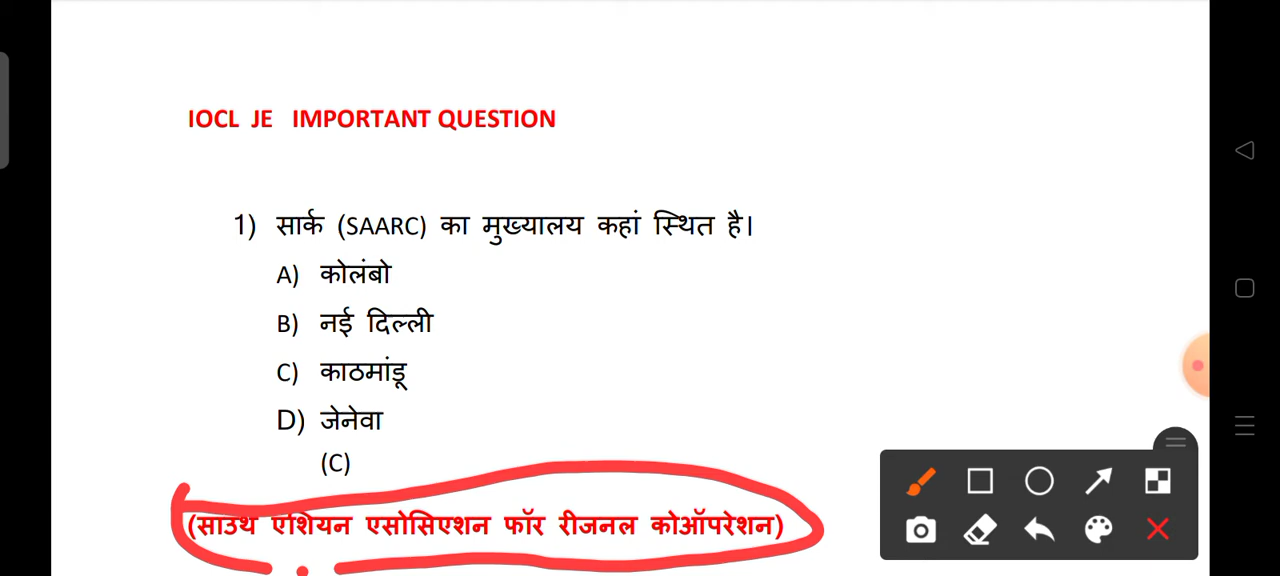 IOCL JE IMPORTANT QUESTION
1) सार्क (SAARC) का मुख्यालय कहां स्थित है।
A) कोलंबो
B) नई दिल्ली
C) काठमांडू
D) जेनेवा
(C)
(साउथ एशियन एसोसिएशन फॉर रीजनल कोऑपरेशन)